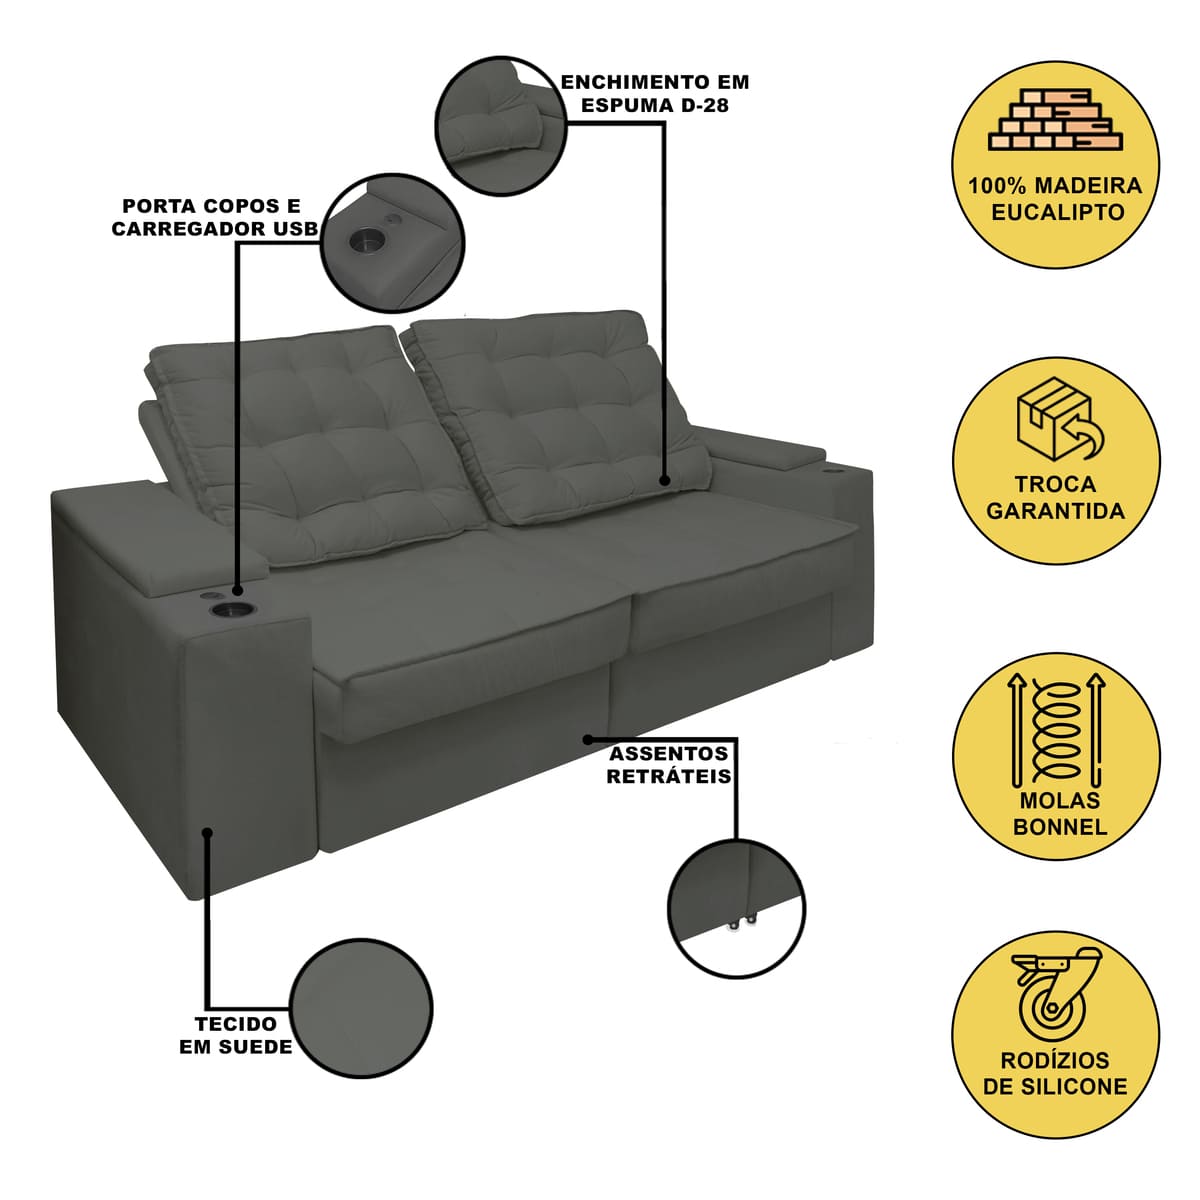 ENCHIMENTO EM
ESPUMA D-28
PORTA COPOS E
CARREGADOR USB
ASSENTOS
RETRÁTEIS
TECIDO
EM SUEDE
100% MADEIRA
EUCALIPTO
TROCA
GARANTIDA
MOLAS
BONNEL
RODÍZIOS
DE SILICONE